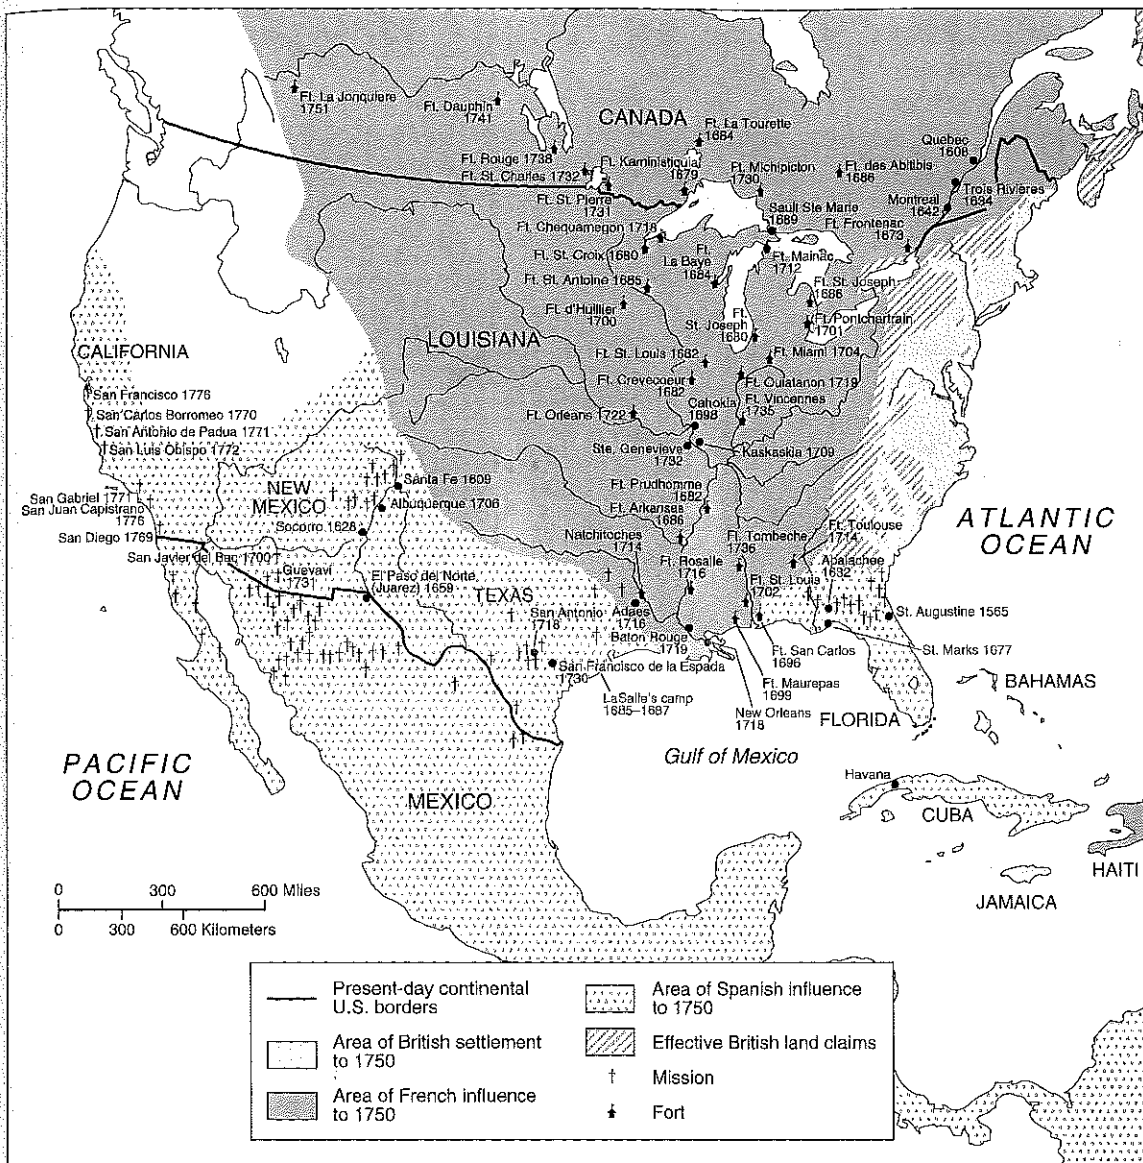 Ft. La Jonquiere
1751
Ft. Dauphin
1741
CANADA
Ft. La Tourette
1684
Quebec
1608
Ft. Rouge 1738
Ft. St. Charles 1732
Ft. Kaministiquia
1679
Ft. Michipicton
1730
Ft. des Abitibis
1686
Trois Rivières
1634
Montreal
1642
Ft. St. Pierre
1731
Sault Ste Marie
1689
Ft. Frontenac
1673
Ft. Chequamegon 1718
Ft. St. Croix 1680
Ft.
La Baye
1684
Ft. Mainac
1712
Ft. St. Antoine 1685
Ft. St. Joseph
1686
Ft. d'Huillier
1700
Ft.
St. Joseph
1680
Ft. Pontchartrain
1701
LOUISIANA
CALIFORNIA
Ft. St. Louis 1682
Ft. Miami 1704
Ft. Crevecoeur
1682
Ft. Ouiatanon 1719
San Francisco 1776
San Carlos Borromeo 1770
San Antonio de Padua 1771
San Luis Obispo 1772
Ft. Orleans 1722
Cahokia
1698
Ft. Vincennes
1735
Ste. Genevieve
1732
Kaskaskia 1709
Santa Fe 1609
NEW
MEXICO
Albuquerque 1706
San Gabriel 1771
San Juan Capistrano
1776
San Diego 1769
Socorro 1628
Ft. Prudhomme
1682
Ft. Arkansas
1686
ATLANTIC
OCEAN
San Javier del Bac 1700
Guevavi
1731
El Paso del Norte
(Juarez) 1659
TEXAS
Natchitoches
1714
Ft. Tombeche
1736
Ft. Toulouse
1714
Apalachee
1632
Ft. Rosalie
1716
Ft. St. Louis
1702
St. Augustine 1565
San Antonio
1718
Adaes
1716
Baton Rouge
1719
St. Marks 1677
San Francisco de la Espada
1730
Ft. San Carlos
1696
LaSalle's camp
1685–1687
Ft. Maurepas
1699
BAHAMAS
New Orleans
1718
FLORIDA
PACIFIC
OCEAN
Gulf of Mexico
Havana
MEXICO
CUBA
HAITI
JAMAICA
0 300 600 Miles
0 300 600 Kilometers
Present-day continental
U.S. borders
Area of British settlement
to 1750
Area of French influence
to 1750
Area of Spanish influence
to 1750
Effective British land claims
Mission
Fort